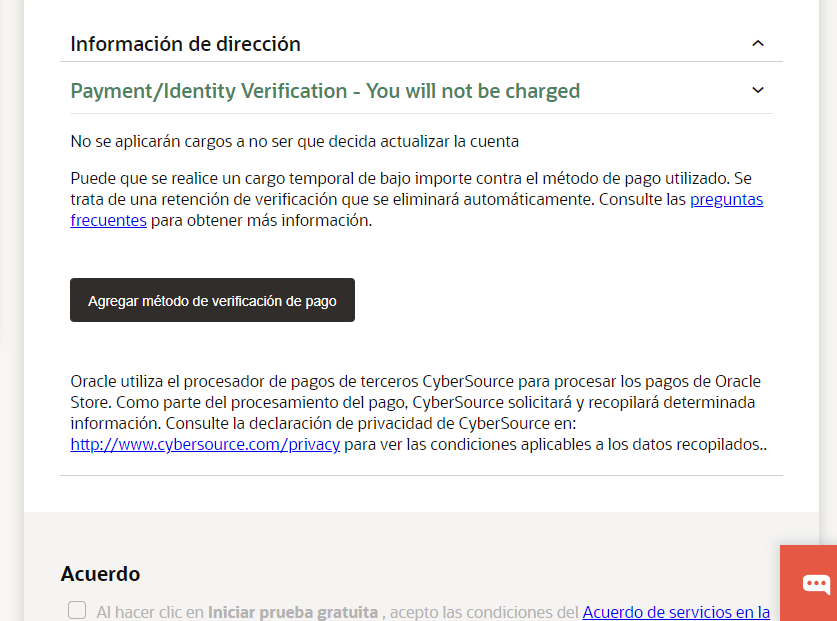 Información de dirección
Payment/Identity Verification - You will not be charged
No se aplicarán cargos a no ser que decida actualizar la cuenta
Puede que se realice un cargo temporal de bajo importe contra el método de pago utilizado. Se
trata de una retención de verificación que se eliminará automáticamente. Consulte las preguntas
frecuentes para obtener más información.
Agregar método de verificación de pago
Oracle utiliza el procesador de pagos de terceros CyberSource para procesar los pagos de Oracle
Store. Como parte del procesamiento del pago, CyberSource solicitará y recopilará determinada
información. Consulte la declaración de privacidad de CyberSource en:
http://www.cybersource.com/privacy para ver las condiciones aplicables a los datos recopilados..
Acuerdo
Al hacer clic en Iniciar prueba gratuita , acepto las condiciones del Acuerdo de servicios en la